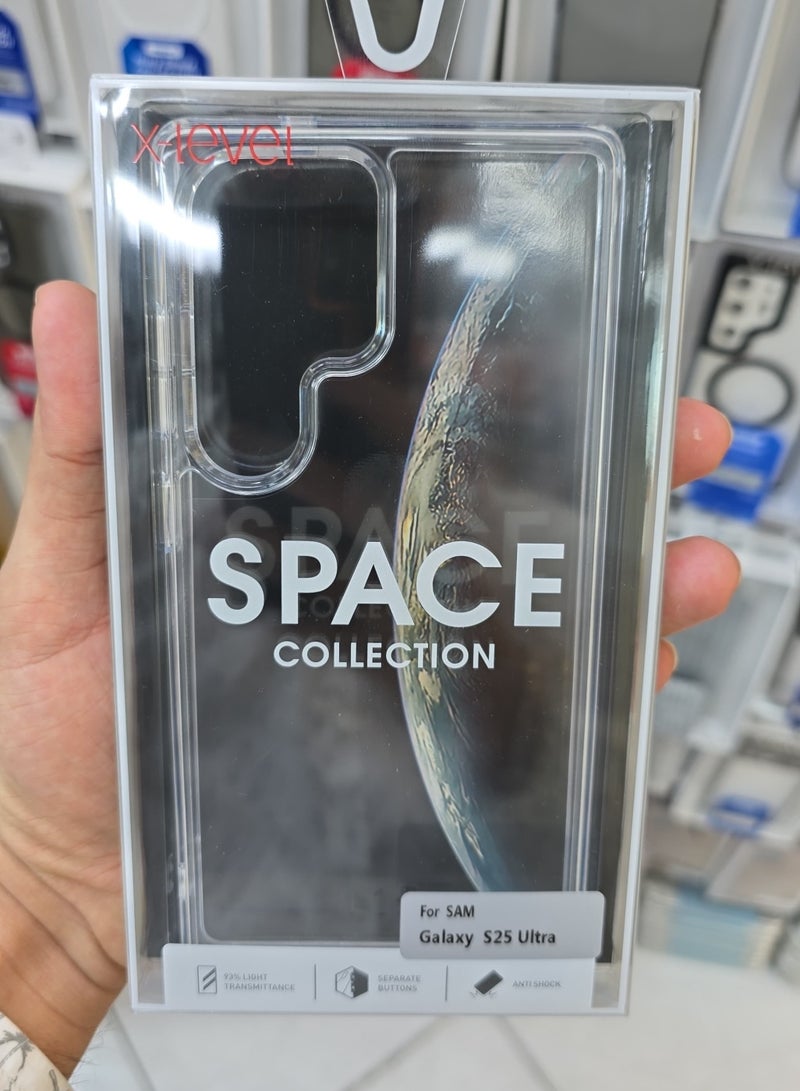 x-level
SPACE
COLLECTION
For SAM
Galaxy S25 Ultra
93% LIGHT
TRANSMITTANCE
SEPARATE
BUTTONS
ANTI SHOCK